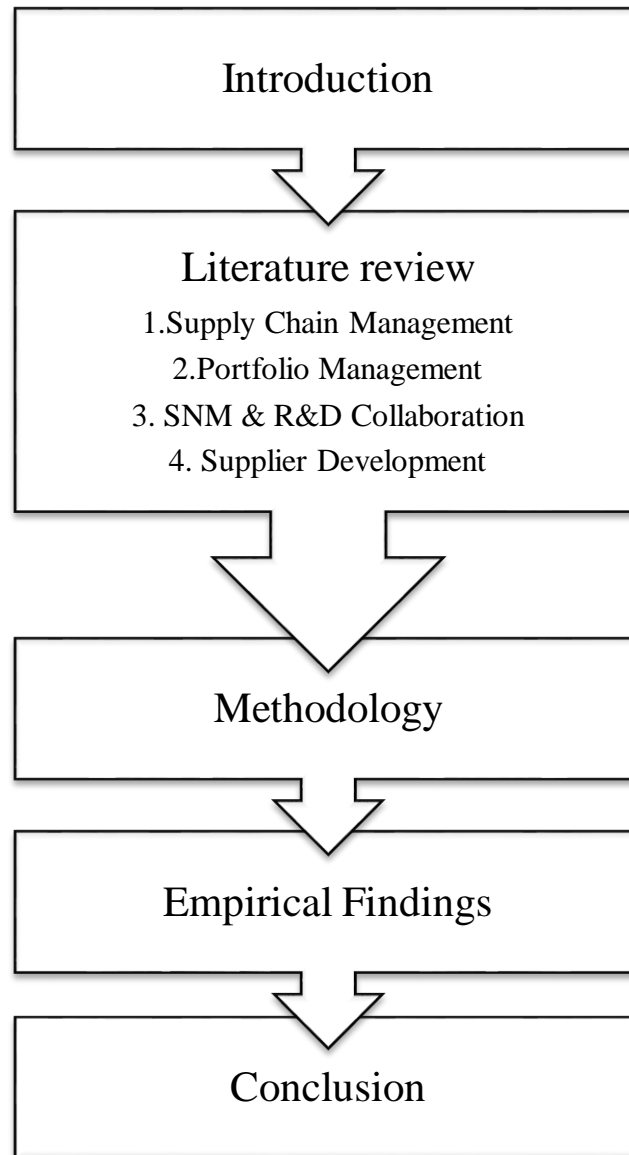 Introduction
Literature review
1.Supply Chain Management
2.Portfolio Management
3. SNM & R&D Collaboration
4. Supplier Development
Methodology
Empirical Findings
Conclusion